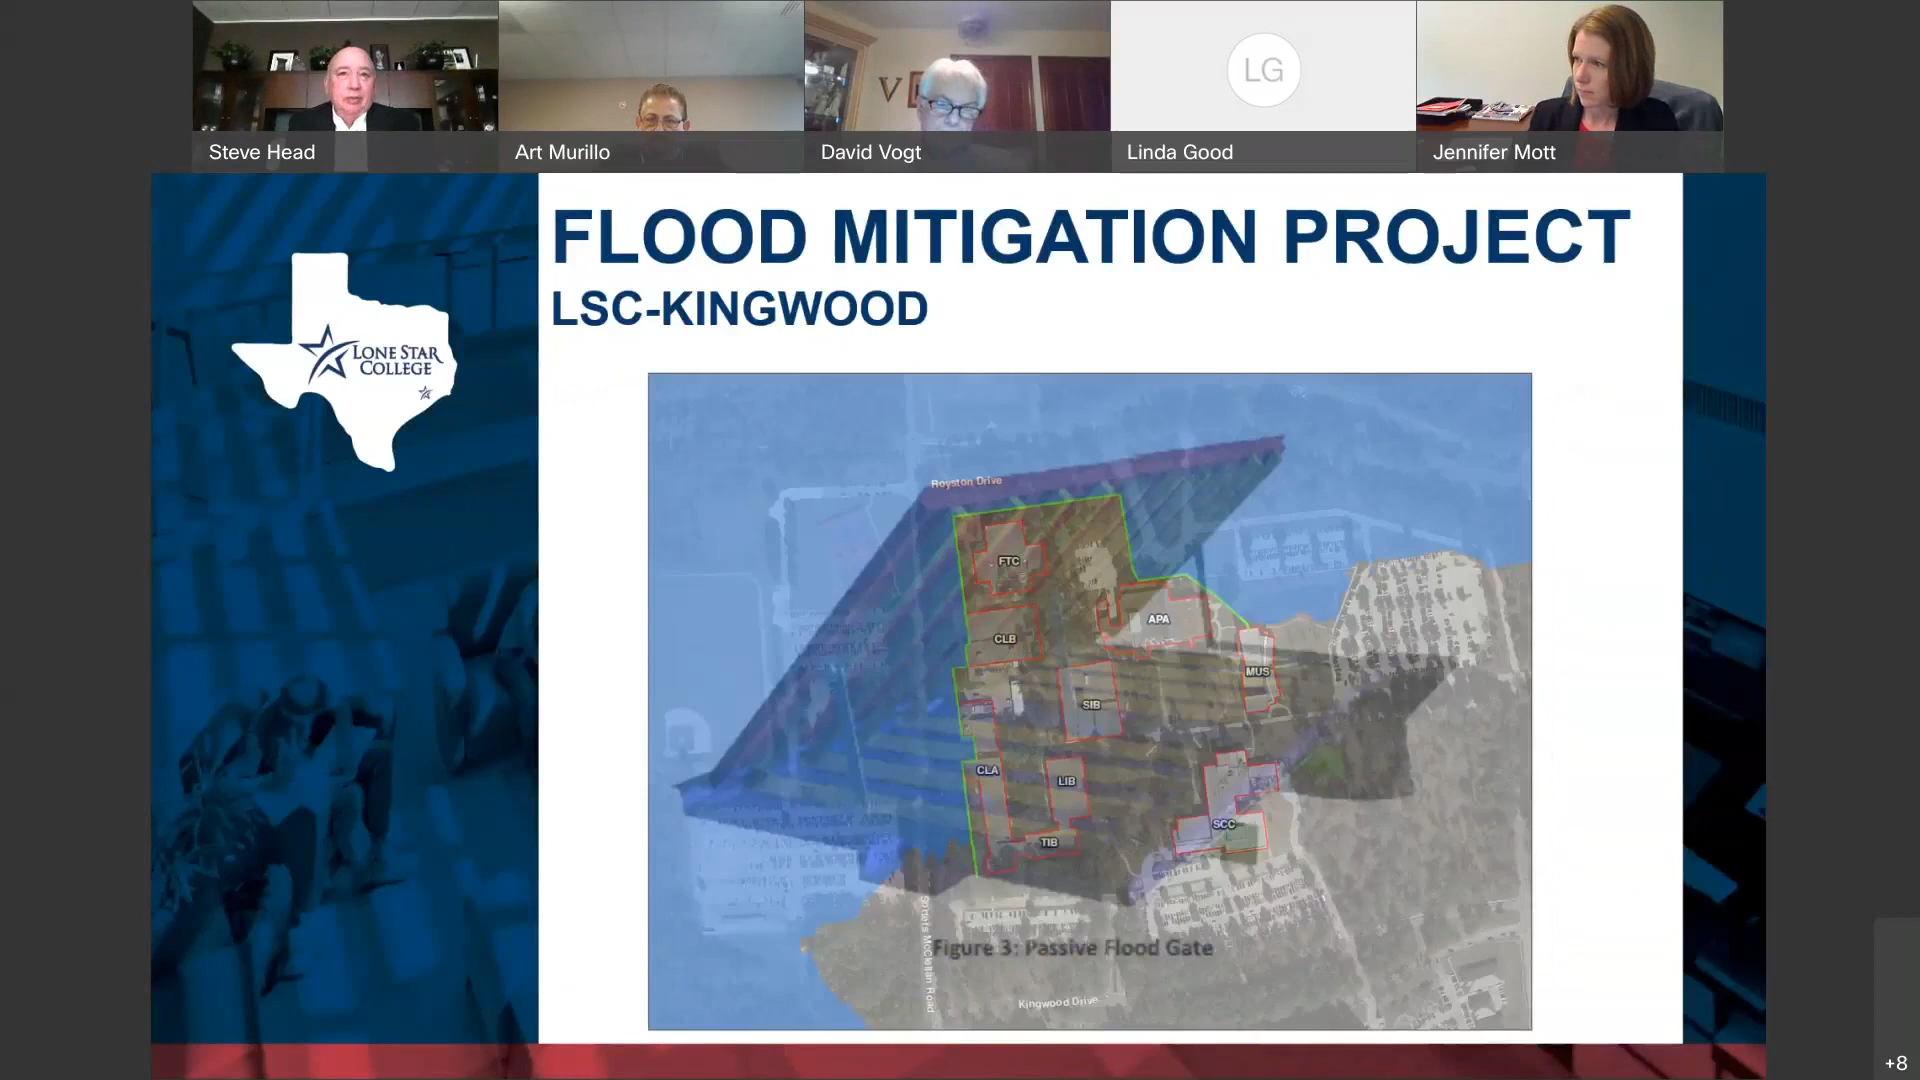 LG
V
Steve Head
Art Murillo
David Vogt
Linda Good
Jennifer Mott
FLOOD MITIGATION PROJECT
LSC-KINGWOOD
LONE STAR
COLLEGE
Royston Drive
FTC
APA
CLB
MUS
SIB
CLA
LIB
SCC
TIB
Figure 3: Passive Flood Gate
Kingwood Drive
+8